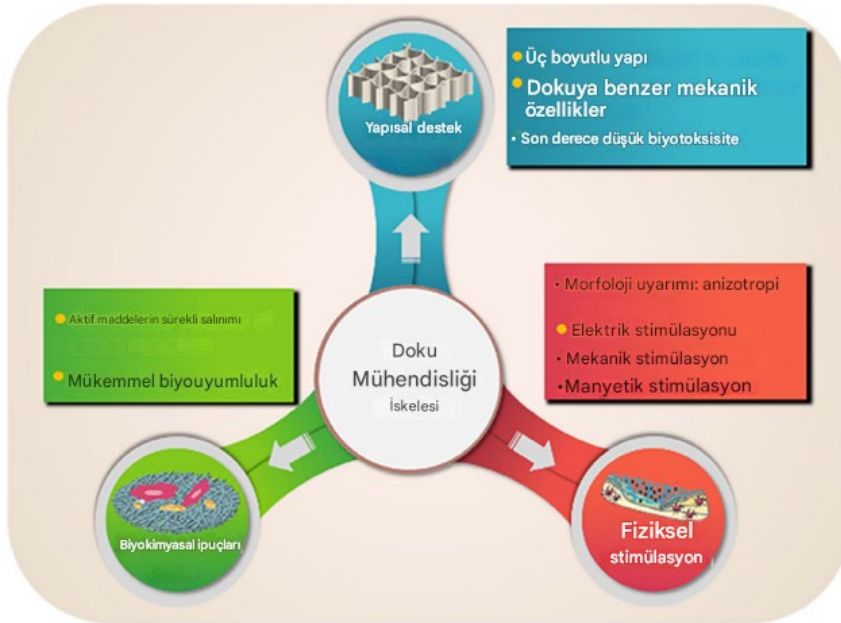 Yapısal destek
• Üç boyutlu yapı
• Dokuya benzer mekanik
özellikler
• Son derece düşük biyotoksisite
• Aktif maddelerin sürekli salınımı
• Mükemmel biyouyumluluk
• Morfoloji uyarımı: anizotropi
• Elektrik stimülasyonu
• Mekanik stimülasyon
• Manyetik stimülasyon
Doku
Mühendisliği
İskelesi
Biyokimyasal ipuçları
Fiziksel
stimülasyon